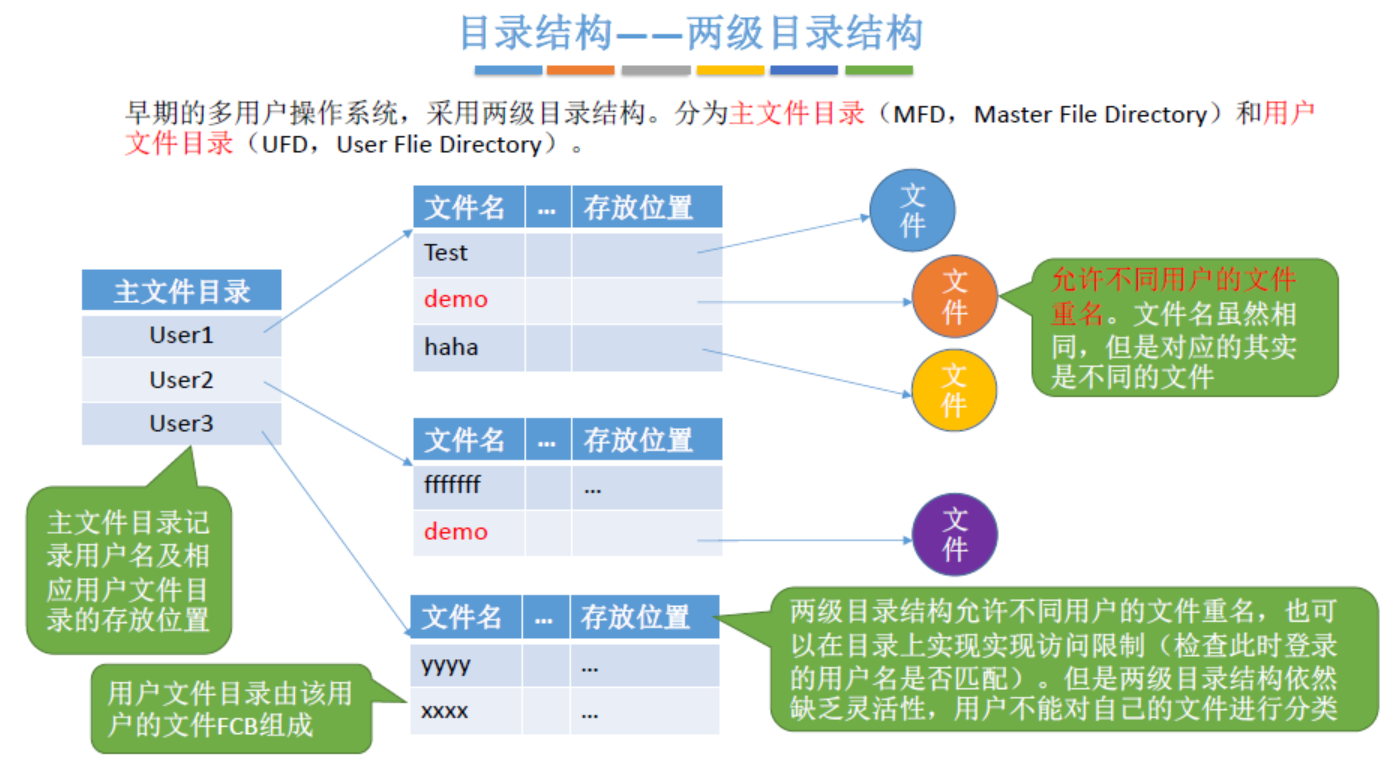 目录结构——两级目录结构
早期的多用户操作系统，采用两级目录结构。分为主文件目录（MFD，Master File Directory）和用户
文件目录（UFD，User Flie Directory）。
文件名 … 存放位置
Test
demo
haha
文
件
文
件
文
件
允许不同用户的文件
重名。文件名虽然相
同，但是对应的其实
是不同的文件
主文件目录
User1
User2
User3
文件名 … 存放位置
fffffff …
demo
文
件
主文件目录记
录用户名及相
应用户文件目
录的存放位置
文件名 … 存放位置
yyyy …
xxxx …
两级目录结构允许不同用户的文件重名，也可
以在目录上实现实现访问限制（检查此时登录
的用户名是否匹配）。但是两级目录结构依然
缺乏灵活性，用户不能对自己的文件进行分类
用户文件目录由该用
户的文件FCB组成